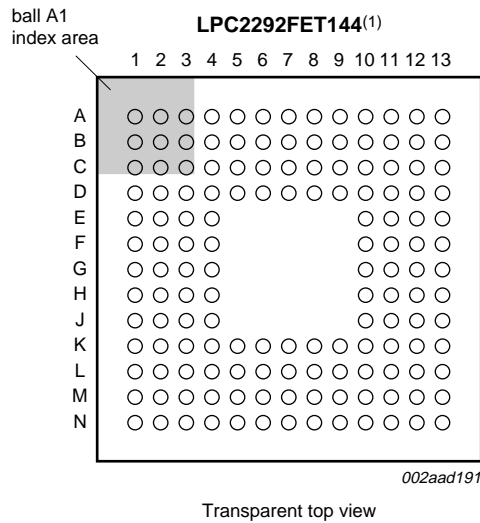 ball A1
index area
LPC2292FET144(1)
1 2 3 4 5 6 7 8 9 10 11 12 13
A
B
C
D
E
F
G
H
J
K
L
M
N
002aad191
Transparent top view